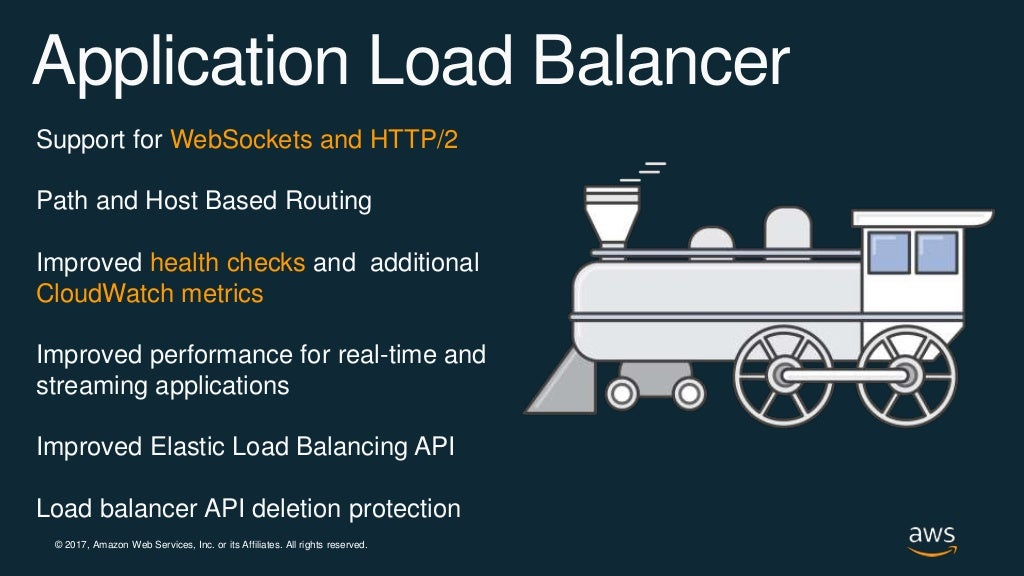 Application Load Balancer
Support for WebSockets and HTTP/2
Path and Host Based Routing
Improved health checks and additional
CloudWatch metrics
Improved performance for real-time and
streaming applications
Improved Elastic Load Balancing API
Load balancer API deletion protection
© 2017, Amazon Web Services, Inc. or its Affiliates. All rights reserved.
aws